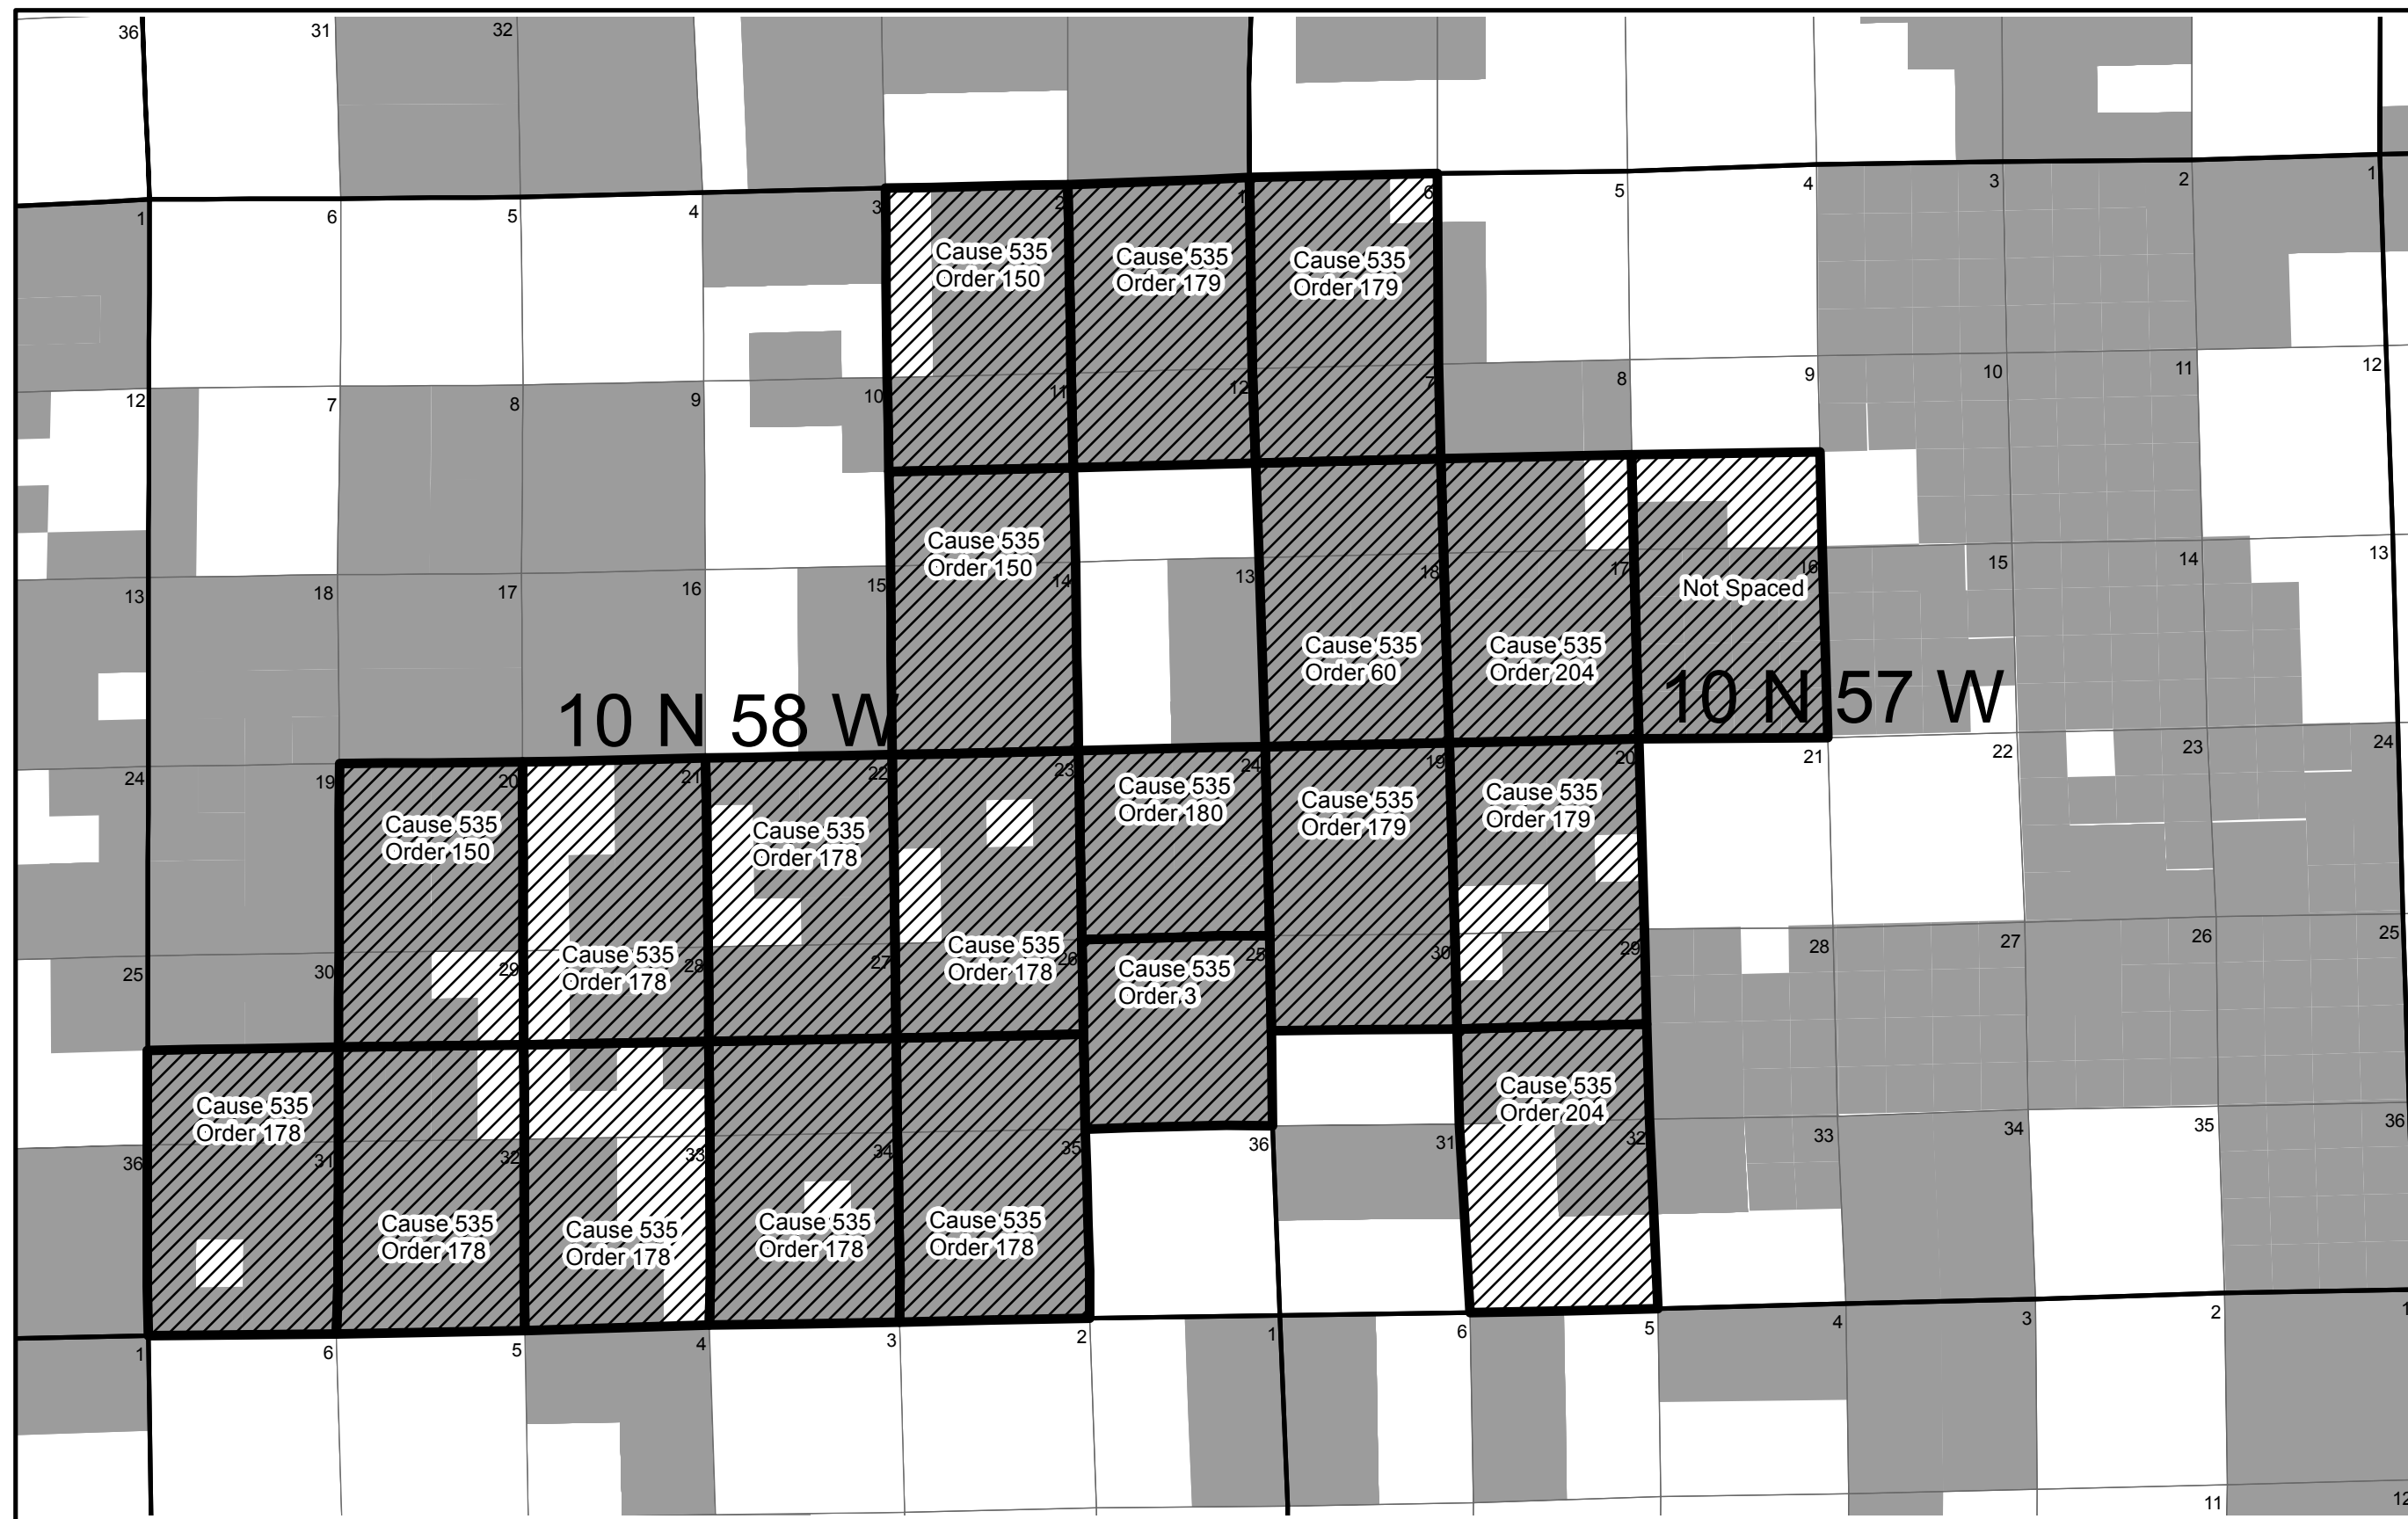 36
31
32
1
6
5
4
3
2
1
6
5
4
3
2
1
Cause 535
Order 150
Cause 535
Order 179
Cause 535
Order 179
12
7
8
9
10
11
12
7
8
9
10
11
12
Cause 535
Order 150
13
18
17
16
15
14
13
18
17
16
15
14
13
Not Spaced
Cause 535
Order 60
Cause 535
Order 204
10 N 58 W
10 N 57 W
24
19
20
21
22
23
24
19
20
21
22
23
24
Cause 535
Order 150
Cause 535
Order 178
Cause 535
Order 180
Cause 535
Order 179
Cause 535
Order 179
Cause 535
Order 178
Cause 535
Order 178
25
30
29
28
27
26
25
30
29
28
27
26
25
Cause 535
Order 3
Cause 535
Order 178
Cause 535
Order 204
36
31
32
33
34
35
36
31
32
33
34
35
36
Cause 535
Order 178
Cause 535
Order 178
Cause 535
Order 178
Cause 535
Order 178
1
6
5
4
3
2
1
6
5
4
3
2
1
11
12